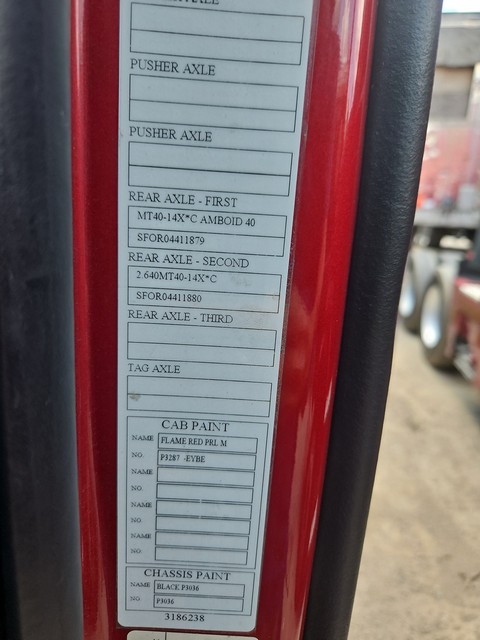 PUSHER AXLE
PUSHER AXLE
REAR AXLE - FIRST
MT40-14X*C AMBOID 40
SFOR04411879
REAR AXLE - SECOND
2.640MT40-14X*C
SFOR04411880
REAR AXLE - THIRD
TAG AXLE
CAB PAINT
NAME FLAME RED PRL M
NO. P3287 -EYBE
NAME
NO.
NAME
NO.
NAME
NO.
CHASSIS PAINT
NAME BLACK P3036
NO. P3036
3186238